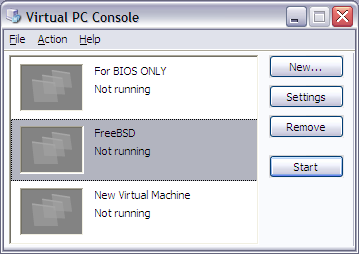 Virtual PC Console
File Action Help
For BIOS ONLY
Not running
FreeBSD
Not running
New Virtual Machine
Not running
New...
Settings
Remove
Start